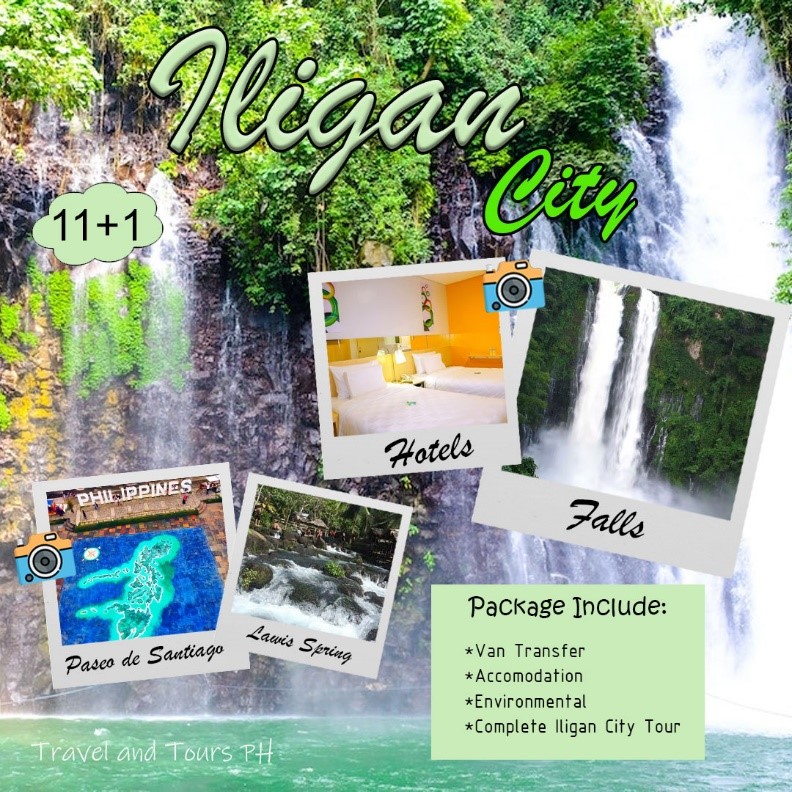 Iligan
City
11+1
Hotels
Falls
PHILIPPINES
Paseo de Santiago
Lawis Spring
Package Include:
*Van Transfer
*Accomodation
*Environmental
*Complete Iligan City Tour
Travel and Tours PH